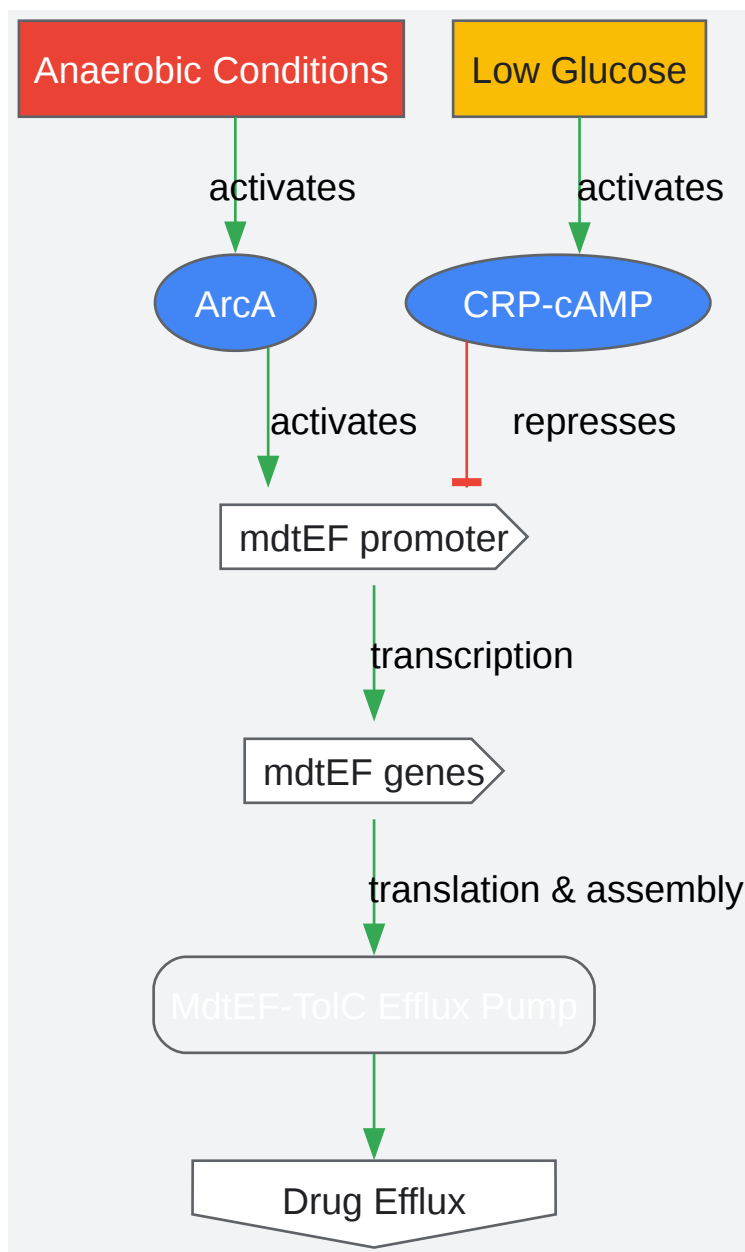 Anaerobic Conditions
Low Glucose
activates
activates
ArcA
CRP-cAMP
activates
represses
mdtEF promoter
transcription
mdtEF genes
translation & assembly
MdtEF-TolC Efflux Pump
Drug Efflux